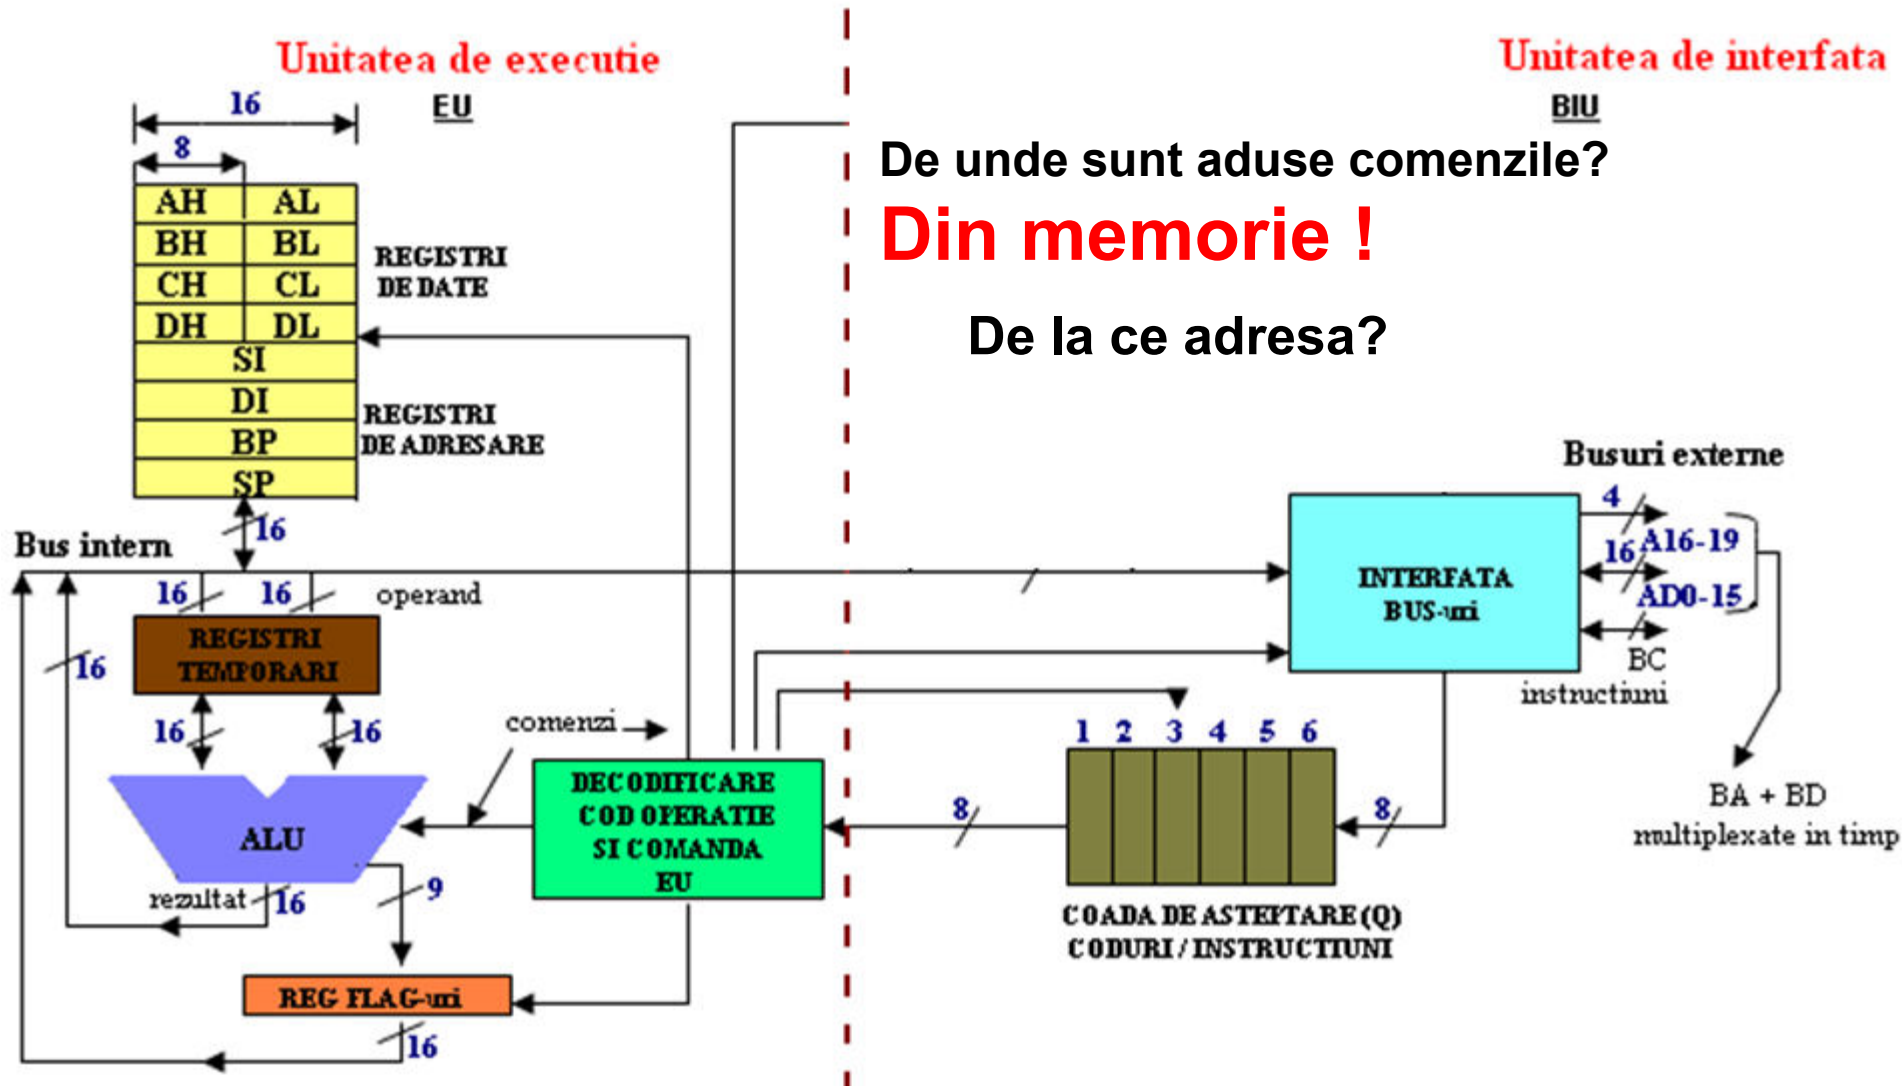 Unitatea de executie
EU
Unitatea de interfata
BIU
De unde sunt aduse comenzile?
Din memorie !
De la ce adresa?
16
8
AH AL
BH BL
CH CL
DH DL
SI
DI
BP
SP
REGISTRI
DE DATE
REGISTRI
DE ADRESARE
16
Bus intern
16
16
operand
REGISTRI
TEMPORARI
16
16
16
ALU
rezultat
16
9
REG FLAG-uri
16
comenzi
DECODIFICARE
COD OPERATIE
SI COMANDA
EU
8
1 2 3 4 5 6
8
COADA DE ASTEPTARE (Q)
CODURI / INSTRUCTIUNI
INTERFATA
BUS-uri
Busuri externe
4
A16-19
16
AD0-15
BC
instructiuni
BA + BD
multiplexate in timp